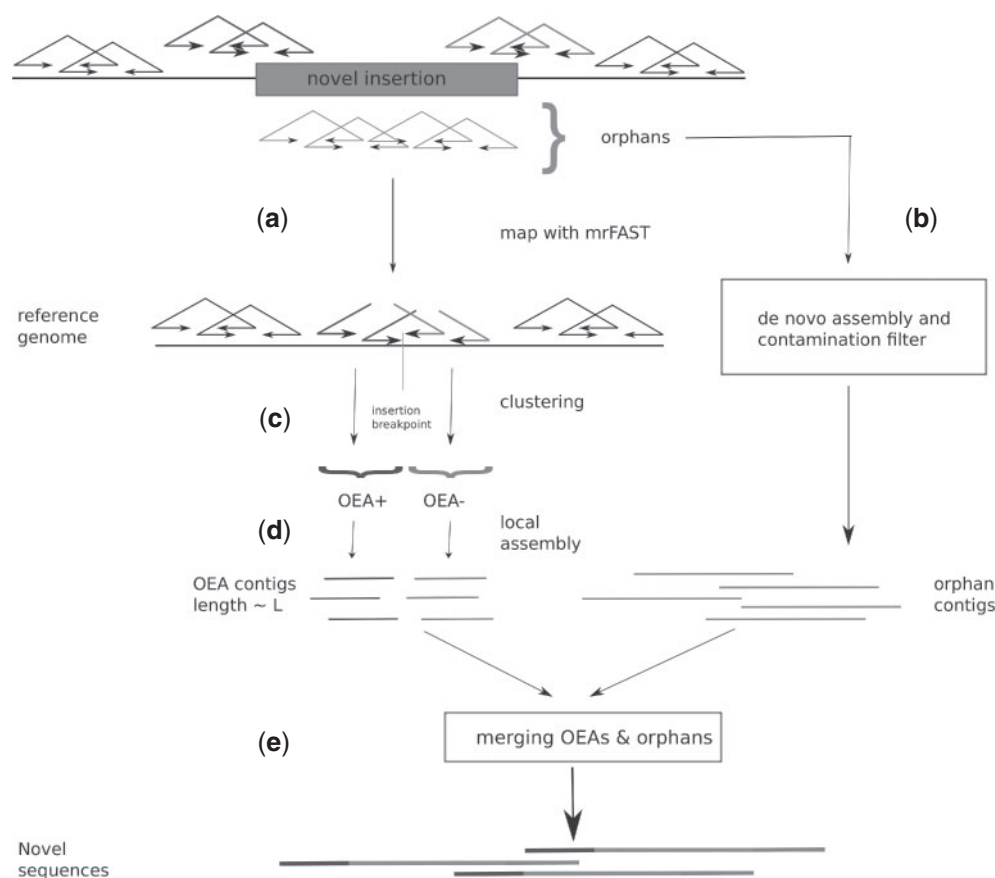 novel insertion
orphans
(a)
(b)
map with mrFAST
reference
genome
de novo assembly and
contamination filter
(c)
insertion
breakpoint
clustering
OEA+
OEA-
(d)
local
assembly
OEA contigs
length ~ L
orphan
contigs
(e)
merging OEAs & orphans
Novel
sequences